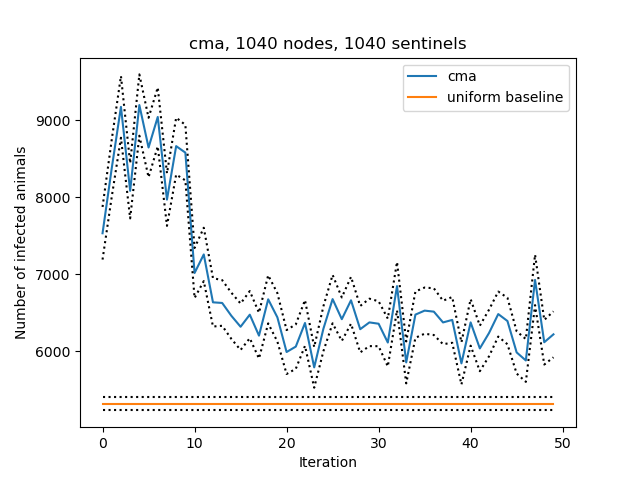 cma, 1040 nodes, 1040 sentinels
cma
uniform baseline
Number of infected animals
9000
8000
7000
6000
0 10 20 30 40 50
Iteration